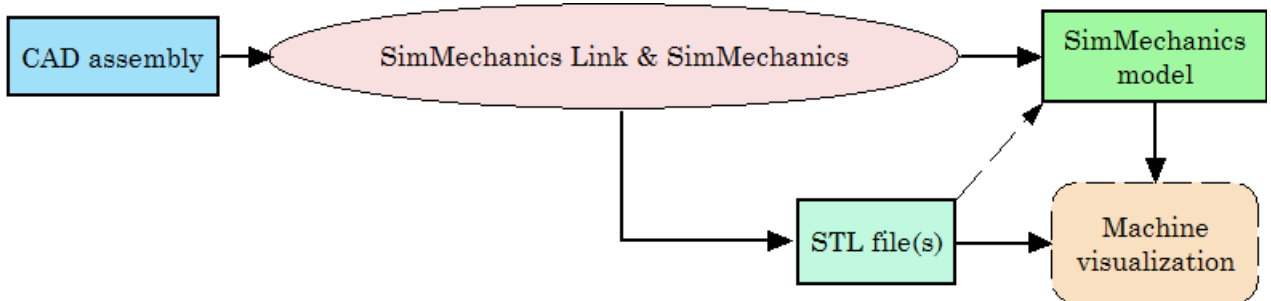 CAD assembly
SimMechanics Link & SimMechanics
SimMechanics
model
STL file(s)
Machine
visualization